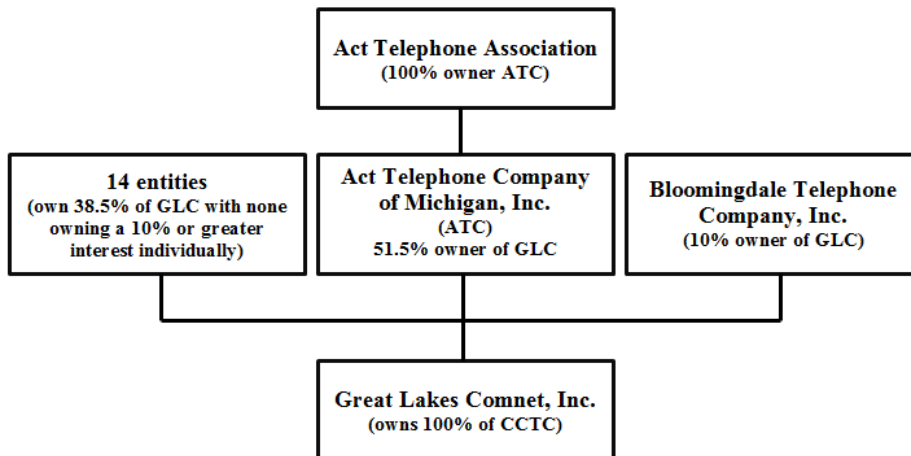 Act Telephone Association
(100% owner ATC)
14 entities
(own 38.5% of GLC with none
owning a 10% or greater
interest individually)
Act Telephone Company
of Michigan, Inc.
(ATC)
51.5% owner of GLC
Bloomingdale Telephone
Company, Inc.
(10% owner of GLC)
Great Lakes Comnet, Inc.
(owns 100% of CCTC)